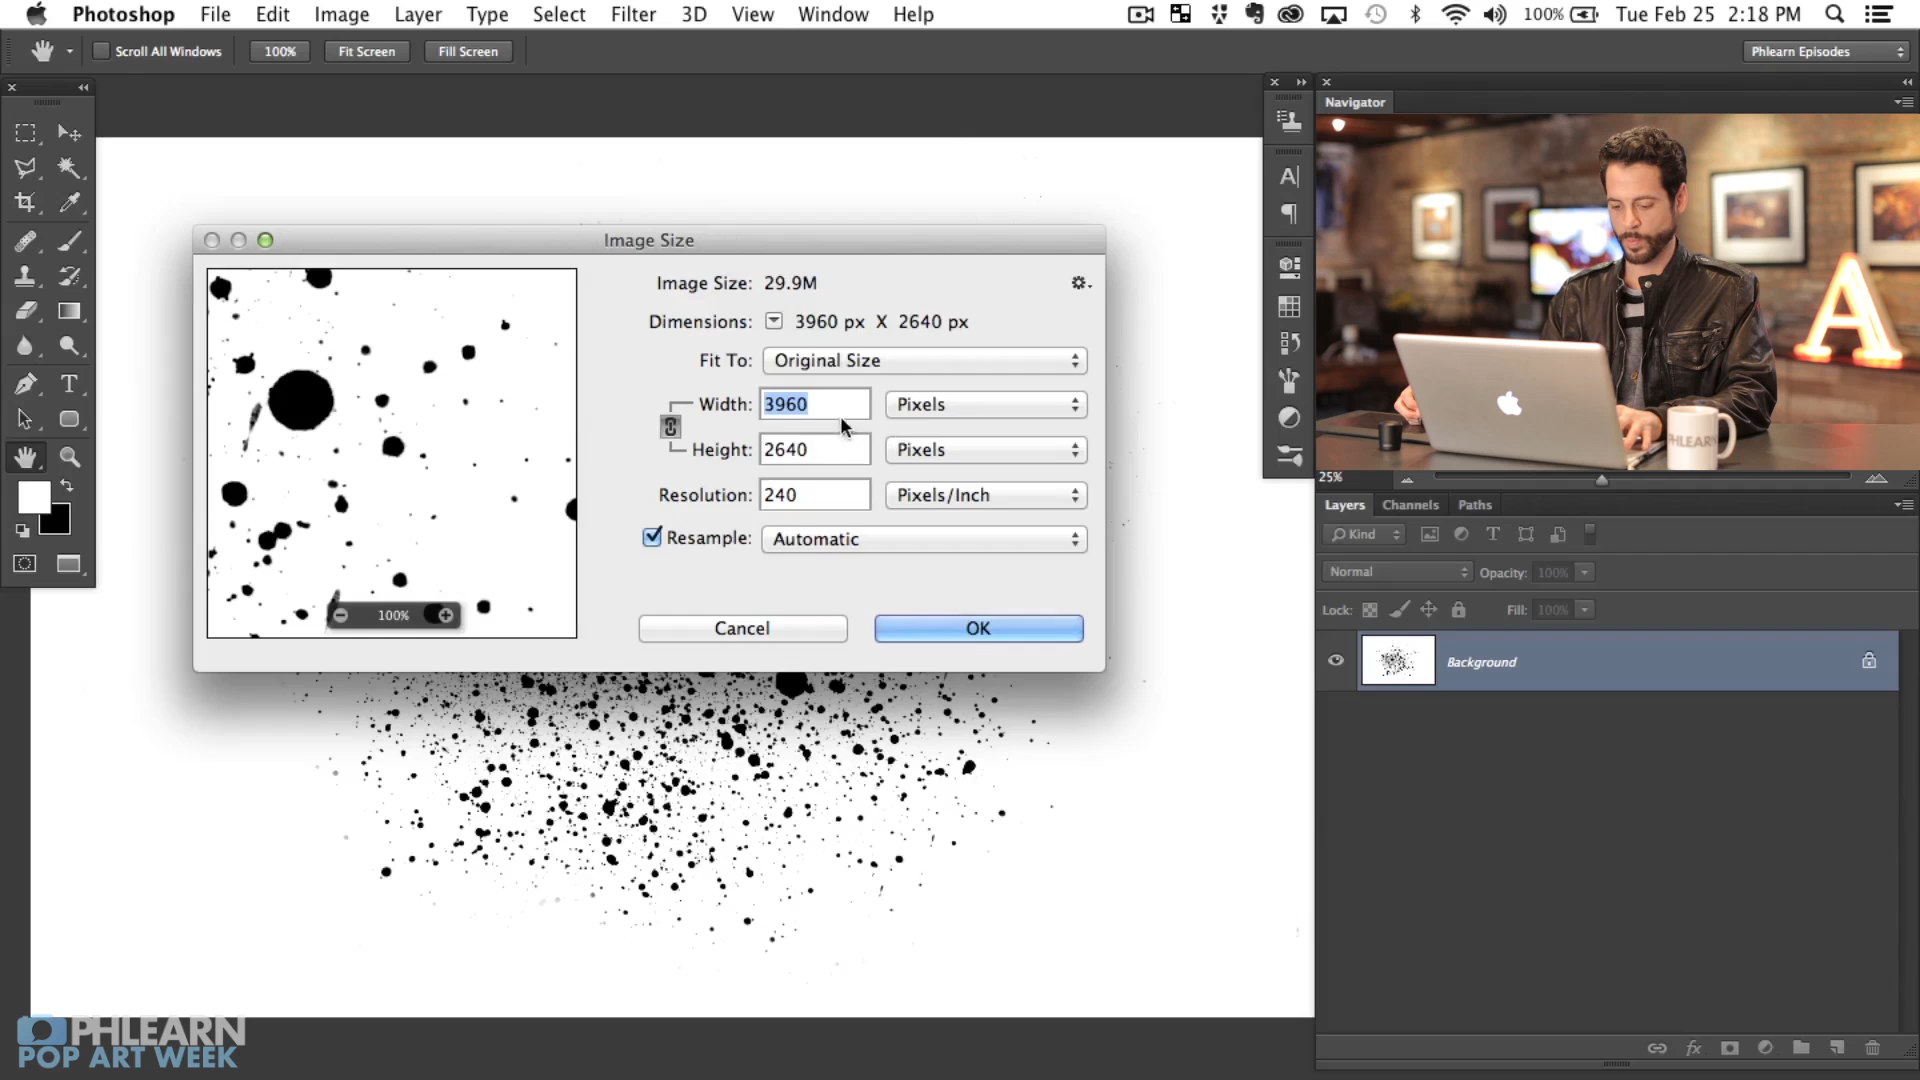 Photoshop File Edit Image Layer Type Select Filter 3D View Window Help 100% Tue Feb 25 2:18 PM
Scroll All Windows 100% Fit Screen Fill Screen Phlearn Episodes
Navigator
Image Size
Image Size: 29.9M
Dimensions: 3960 px X 2640 px
Fit To: Original Size
Width: 3960 Pixels
Height: 2640 Pixels
Resolution: 240 Pixels/Inch
Resample: Automatic
100%
Cancel OK
A
PHLEARN
25%
Layers Channels Paths
Kind
Normal Opacity: 100%
Lock: Fill: 100%
Background
PHLEARN
POP ART WEEK